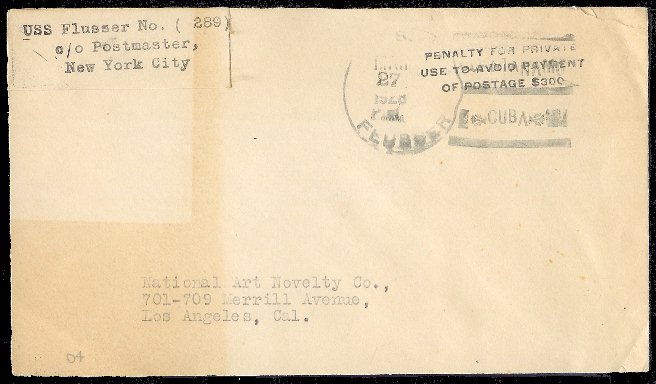 USS Flusser No. ( 289)
c/o Postmaster,
New York City
PENALTY FOR PRIVATE
USE TO AVOID PAYMENT
OF POSTAGE $300
27
P.M.
FLUSSER
CUBA
National Art Novelty Co.,
701-709 Merrill Avenue,
Los Angeles, Cal.
04